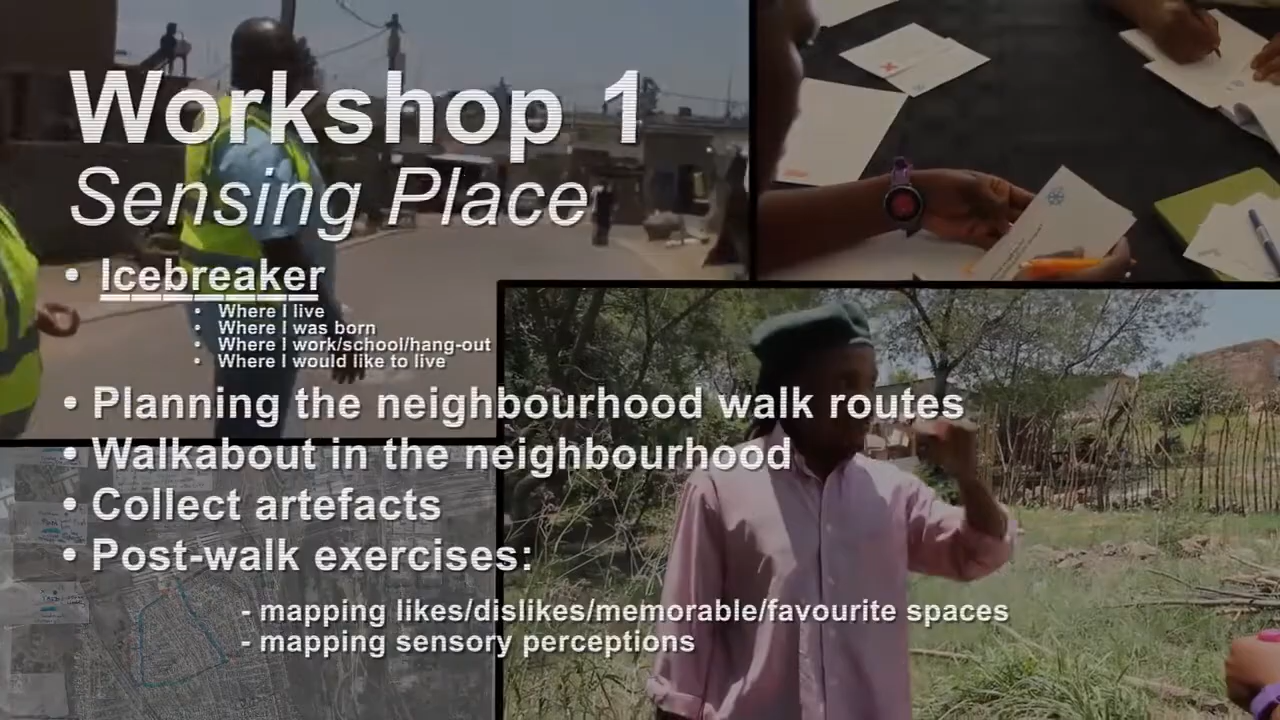 Workshop 1
Sensing Place
• Icebreaker
• Where I live
• Where I was born
• Where I work/school/hang-out
• Where I would like to live
• Planning the neighbourhood walk routes
• Walkabout in the neighbourhood
• Collect artefacts
• Post-walk exercises:
- mapping likes/dislikes/memorable/favourite spaces
- mapping sensory perceptions